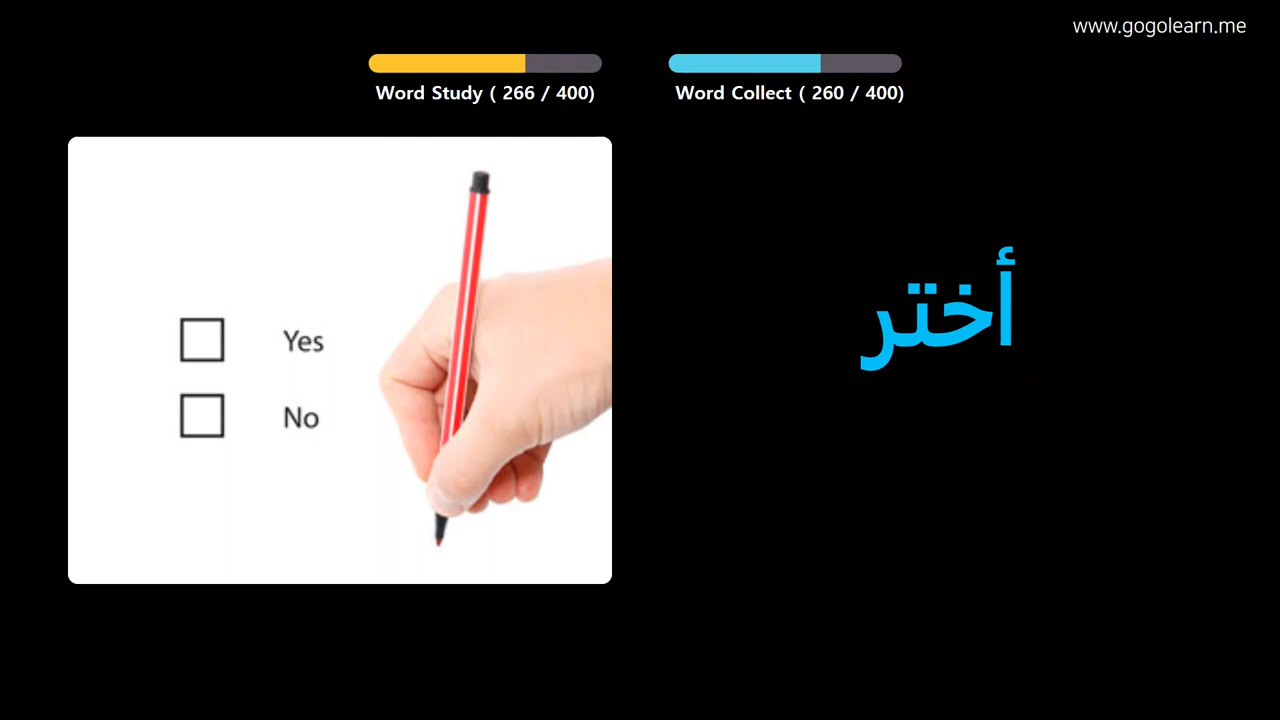 www.gogolearn.me
Word Study ( 266 / 400)
Word Collect ( 260 / 400)
Yes
No
أختر